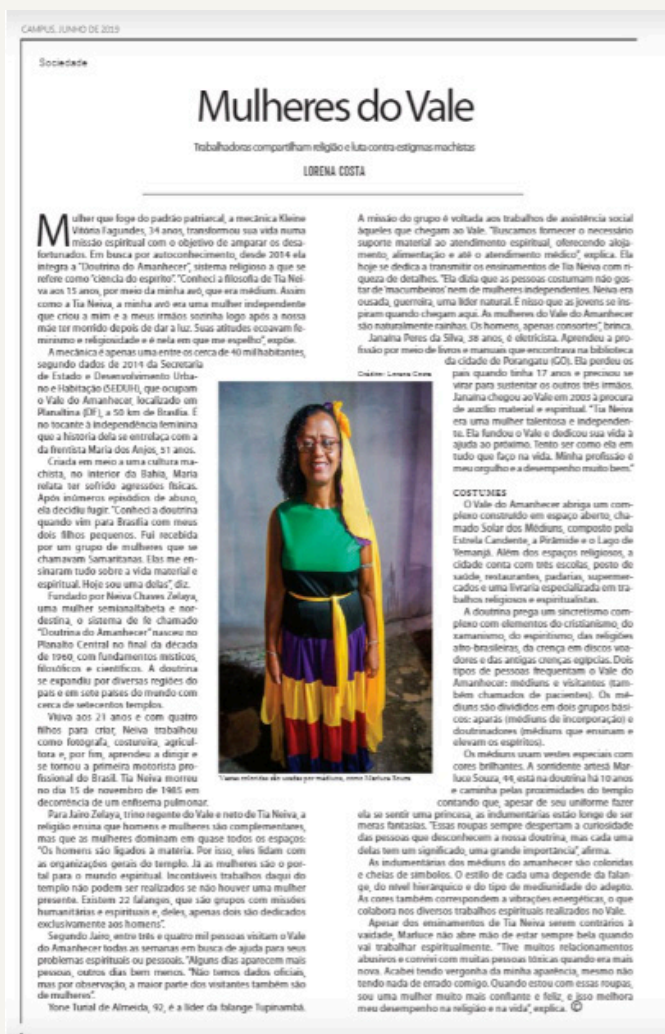 CAMPUS, JUNHO DE 2019
Sociedade
Mulheres do Vale
Trabalhadoras compartilham religião e luta contra estigmas machistas
LORENA COSTA
Mulher que foge do padrão patriarcal, a mecânica Kleine
Vitória Fagundes, 34 anos, transformou sua vida numa
missão espiritual com o objetivo de amparar os desa-
fortunados. Em busca por autoconhecimento, desde 2014 ela
integra a "Doutrina do Amanhecer", sistema religioso a que se
refere como "ciência do espírito". "Conheci a filosofia de Tia Nei-
va aos 15 anos, por meio da minha avó, que era médium. Assim
como a Tia Neiva, a minha avó era uma mulher independente
que criou a mim e a meus irmãos sozinha logo após a nossa
mãe ter morrido depois de dar a luz. Suas atitudes ecoavam fe-
minismo e religiosidade e é nela em que me espelho", expõe.
A mecânica é apenas uma entre os cerca de 40 mil habitantes,
segundo dados de 2014 da Secretaria
de Estado e Desenvolvimento Urba-
no e Habitação (SEDUH), que ocupam
o Vale do Amanhecer, localizado em
Planaltina (DF), a 50 km de Brasília. É
no tocante à independência feminina
que a história dela se entrelaça com a
da frentista Maria dos Anjos, 51 anos.
Criada em meio a uma cultura ma-
chista, no interior da Bahia, Maria
relata ter sofrido agressões físicas.
Após inúmeros episódios de abuso,
ela decidiu fugir. "Conheci a doutrina
quando vim para Brasília com meus
dois filhos pequenos. Fui recebida
por um grupo de mulheres que se
chamavam Samaritanas. Elas me en-
sinaram tudo sobre a vida material e
espiritual. Hoje sou uma delas", diz.
Fundado por Neiva Chaves Zelaya,
uma mulher semianalfabeta e nor-
destina, o sistema de fé chamado
"Doutrina do Amanhecer" nasceu no
Planalto Central no final da década
de 1960, com fundamentos místicos,
filosóficos e científicos. A doutrina
se expandiu por diversas regiões do
país e em sete países do mundo com
cerca de setecentos templos.
Viúva aos 21 anos e com quatro
filhos para criar, Neiva trabalhou
como fotógrafa, costureira, agricul-
tora e, por fim, aprendeu a dirigir e
se tornou a primeira motorista pro-
fissional do Brasil. Tia Neiva morreu
no dia 15 de novembro de 1985 em
decorrência de um enfisema pulmonar.
Para Jairo Zelaya, trino regente do Vale e neto de Tia Neiva, a
religião ensina que homens e mulheres são complementares,
mas que as mulheres dominam em quase todos os espaços:
"Os homens são ligados à matéria. Por isso, eles lidam com
as organizações gerais do templo. Já as mulheres são o por-
tal para o mundo espiritual. Incontáveis trabalhos daqui do
templo não podem ser realizados se não houver uma mulher
presente. Existem 22 falanges, que são grupos com missões
humanitárias e espirituais e, deles, apenas dois são dedicados
exclusivamente aos homens".
Segundo Jairo, entre três e quatro mil pessoas visitam o Vale
do Amanhecer todas as semanas em busca de ajuda para seus
problemas espirituais ou pessoais. "Alguns dias aparecem mais
pessoas, outros dias bem menos. "Não temos dados oficiais,
mas por observação, a maior parte dos visitantes também são
de mulheres".
Yone Turial de Almeida, 92, é a líder da falange Tupinambá.
A missão do grupo é voltada aos trabalhos de assistência social
àqueles que chegam ao Vale. "Buscamos fornecer o necessário
suporte material ao atendimento espiritual, oferecendo aloja-
mento, alimentação e até o atendimento médico", explica. Ela
hoje se dedica a transmitir os ensinamentos de Tia Neiva com ri-
queza de detalhes. "Ela dizia que as pessoas costumam não gos-
tar de 'macumbeiros' nem de mulheres independentes. Neiva era
ousada, guerreira, uma líder natural. É nisso que as jovens se ins-
piram quando chegam aqui. As mulheres do Vale do Amanhecer
são naturalmente rainhas. Os homens, apenas consortes", brinca.
Janaína Peres da Silva, 38 anos, é eletricista. Aprendeu a pro-
fissão por meio de livros e manuais que encontrava na biblioteca
da cidade de Porangatu (GO). Ela perdeu os
pais quando tinha 17 anos e precisou se
virar para sustentar os outros três irmãos.
Janaína chegou ao Vale em 2003 à procura
de auxílio material e espiritual. "Tia Neiva
era uma mulher talentosa e independen-
te. Ela fundou o Vale e dedicou sua vida à
ajuda ao próximo. Tento ser como ela em
tudo que faço na vida. Minha profissão é
meu orgulho e a desempenho muito bem."
Crédito: Lorena Costa
Vestes coloridas são usadas por médiuns, como Marluce Souza
COSTUMES
O Vale do Amanhecer abriga um com-
plexo construído em espaço aberto, cha-
mado Solar dos Médiuns, composto pela
Estrela Candente, a Pirâmide e o Lago de
Yemanjá. Além dos espaços religiosos, a
cidade conta com três escolas, posto de
saúde, restaurantes, padarias, supermer-
cados e uma livraria especializada em tra-
balhos religiosos e espiritualistas.
A doutrina prega um sincretismo com-
plexo com elementos do cristianismo, do
xamanismo, do espiritismo, das religiões
afro-brasileiras, da crença em discos voa-
dores e das antigas crenças egípcias. Dois
tipos de pessoas frequentam o Vale do
Amanhecer: médiuns e visitantes (tam-
bém chamados de pacientes). Os mé-
diuns são divididos em dois grupos bási-
cos: aparás (médiuns de incorporação) e
doutrinadores (médiuns que ensinam e
elevam os espíritos).
Os médiuns usam vestes especiais com
cores brilhantes. A sorridente artesã Mar-
luce Souza, 44, está na doutrina há 10 anos
e caminha pelas proximidades do templo
contando que, apesar de seu uniforme fazer
ela se sentir uma princesa, as indumentárias estão longe de ser
meras fantasias. "Essas roupas sempre despertam a curiosidade
das pessoas que desconhecem a nossa doutrina, mas cada uma
delas tem um significado, uma grande importância", afirma.
As indumentárias dos médiuns do amanhecer são coloridas
e cheias de símbolos. O estilo de cada uma depende da falan-
ge, do nível hierárquico e do tipo de mediunidade do adepto.
As cores também correspondem a vibrações energéticas, o que
colabora nos diversos trabalhos espirituais realizados no Vale.
Apesar dos ensinamentos de Tia Neiva serem contrários à
vaidade, Marluce não abre mão de estar sempre bela quando
vai trabalhar espiritualmente. "Tive muitos relacionamentos
abusivos e convivi com muitas pessoas tóxicas quando era mais
nova. Acabei tendo vergonha da minha aparência, mesmo não
tendo nada de errado comigo. Quando estou com essas roupas,
sou uma mulher muito mais confiante e feliz, e isso melhora
meu desempenho na religião e na vida", explica. ©